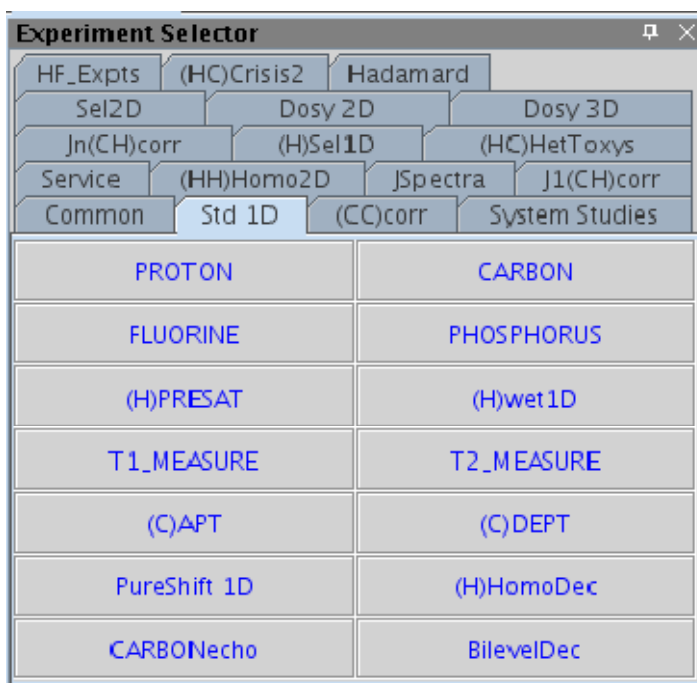 Experiment Selector
HF_Expts (HC)Crisis2 Hadamard
Sel2D Dosy 2D Dosy 3D
Jn(CH)corr (H)Sel1D (HC)HetToxys
Service (HH)Homo2D JSpectra J1(CH)corr
Common Std 1D (CC)corr System Studies
PROTON CARBON
FLUORINE PHOSPHORUS
(H)PRESAT (H)wet1D
T1_MEASURE T2_MEASURE
(C)APT (C)DEPT
PureShift 1D (H)HomoDec
CARBONecho BilevelDec